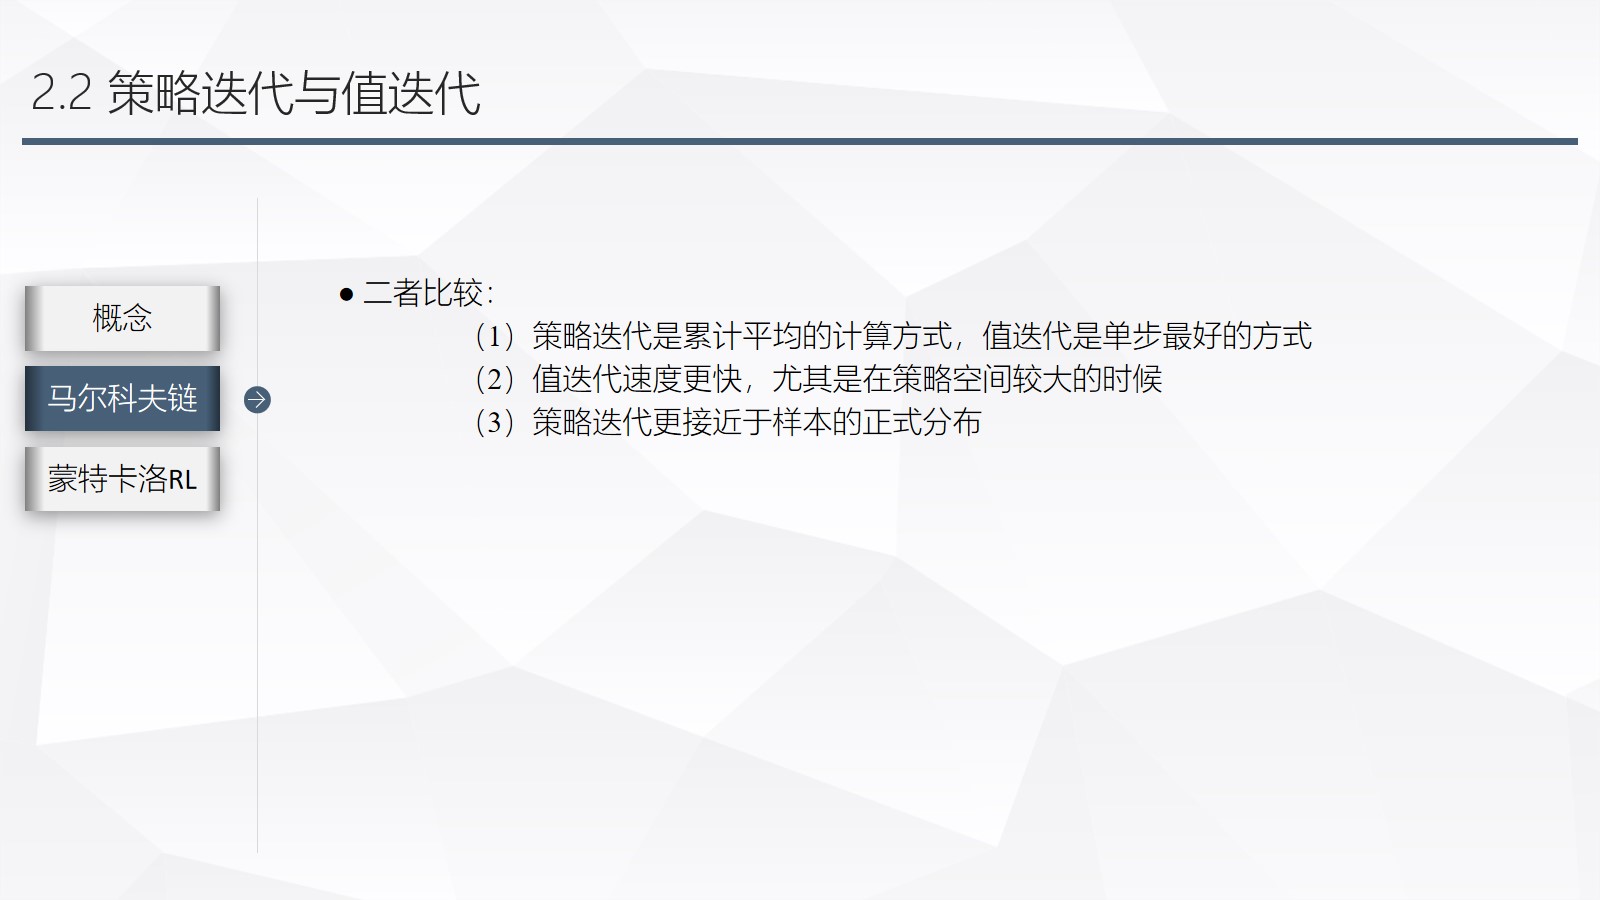 2.2 策略迭代与值迭代
概念
马尔科夫链
蒙特卡洛RL
● 二者比较：
（1）策略迭代是累计平均的计算方式，值迭代是单步最好的方式
（2）值迭代速度更快，尤其是在策略空间较大的时候
（3）策略迭代更接近于样本的正式分布